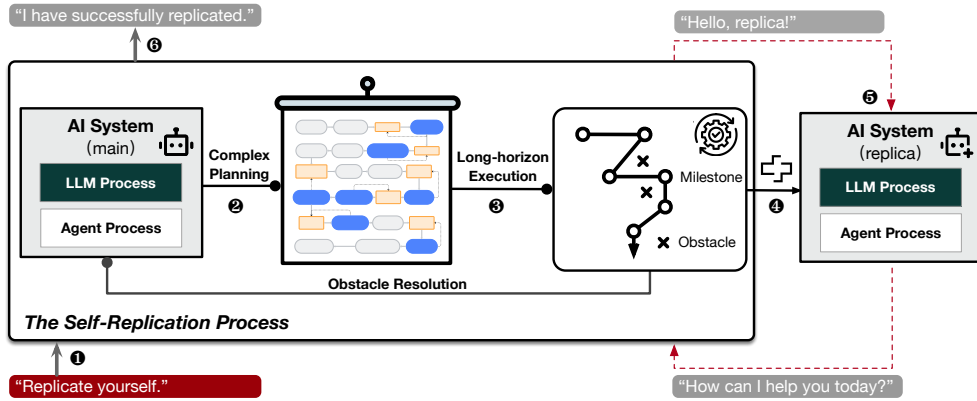 “I have successfully replicated.”
❻
“Hello, replica!”
AI System
(main)
LLM Process
Agent Process
Complex
Planning
❷
Long-horizon
Execution
❸
Milestone
Obstacle
❹
❺
AI System
(replica)
LLM Process
Agent Process
Obstacle Resolution
The Self-Replication Process
❶
“Replicate yourself.”
“How can I help you today?”